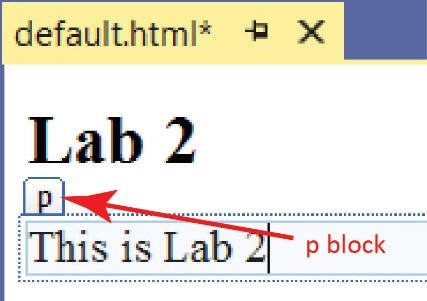 default.html*
Lab 2
p
This is Lab 2
p block